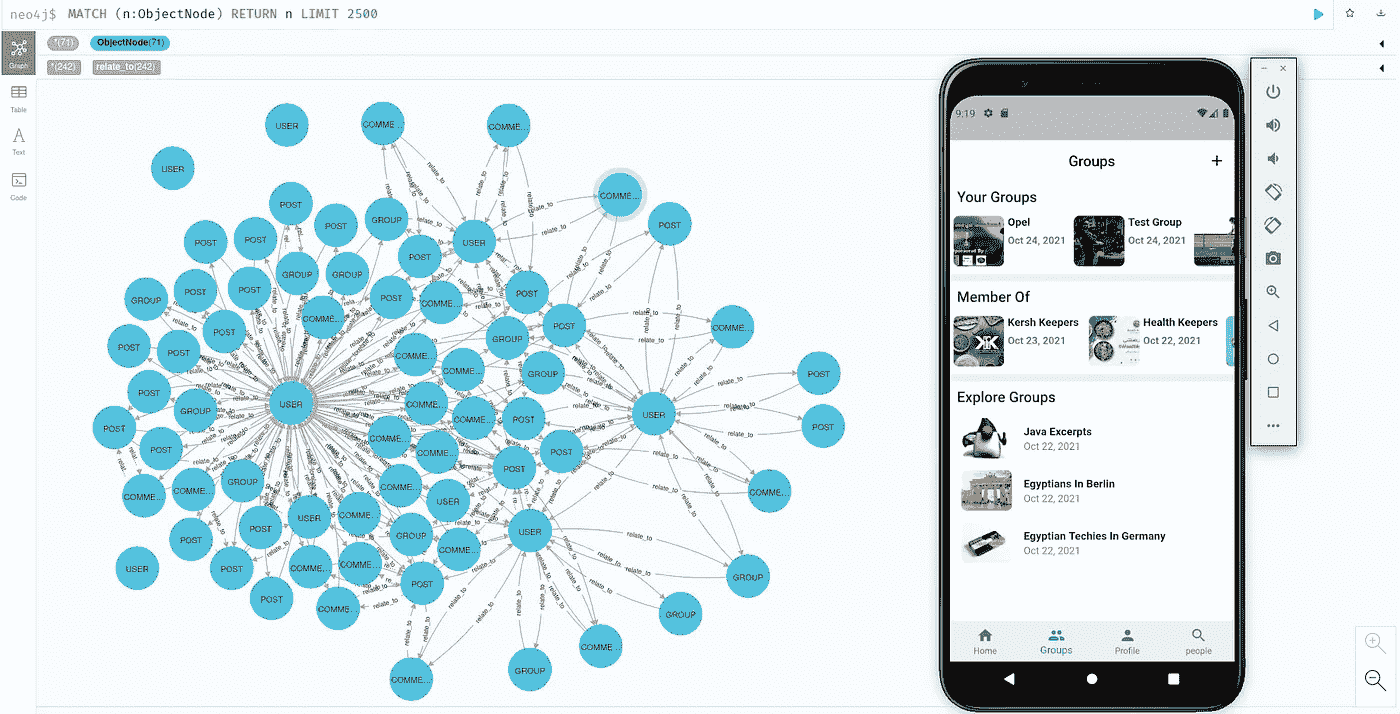 neo4j$ MATCH (n:ObjectNode) RETURN n LIMIT 2500
*(71) ObjectNode(71)
*(242) relate_to(242)
Graph
Table
Text
Code
USER
COMME...
COMME...
USER
COMME...
POST
POST
GROUP
POST
POST
POST
USER
POST
GROUP
GROUP
POST
POST
GROUP
POST
COMME...
POST
COMME...
POST
POST
COMME...
POST
POST
GROUP
POST
COMME...
COMME...
GROUP
POST
POST
USER
GROUP
COMME...
USER
POST
POST
COMME...
POST
POST
COMME...
COMME...
POST
POST
COMME...
COMME...
GROUP
COMME...
USER
COMME...
COMME...
POST
USER
POST
GROUP
COMME...
USER
USER
POST
COMME...
COMME...
POST
GROUP
POST
COMME...
GROUP
COMME...
COMME...
GROUP
relate_to
9:19
Groups +
Your Groups
Opel
Oct 24, 2021
Test Group
Oct 24, 2021
Member Of
Kersh Keepers
Oct 23, 2021
Health Keepers
Oct 22, 2021
Explore Groups
Java Excerpts
Oct 22, 2021
Egyptians In Berlin
Oct 22, 2021
Egyptian Techies In Germany
Oct 22, 2021
Home
Groups
Profile
people